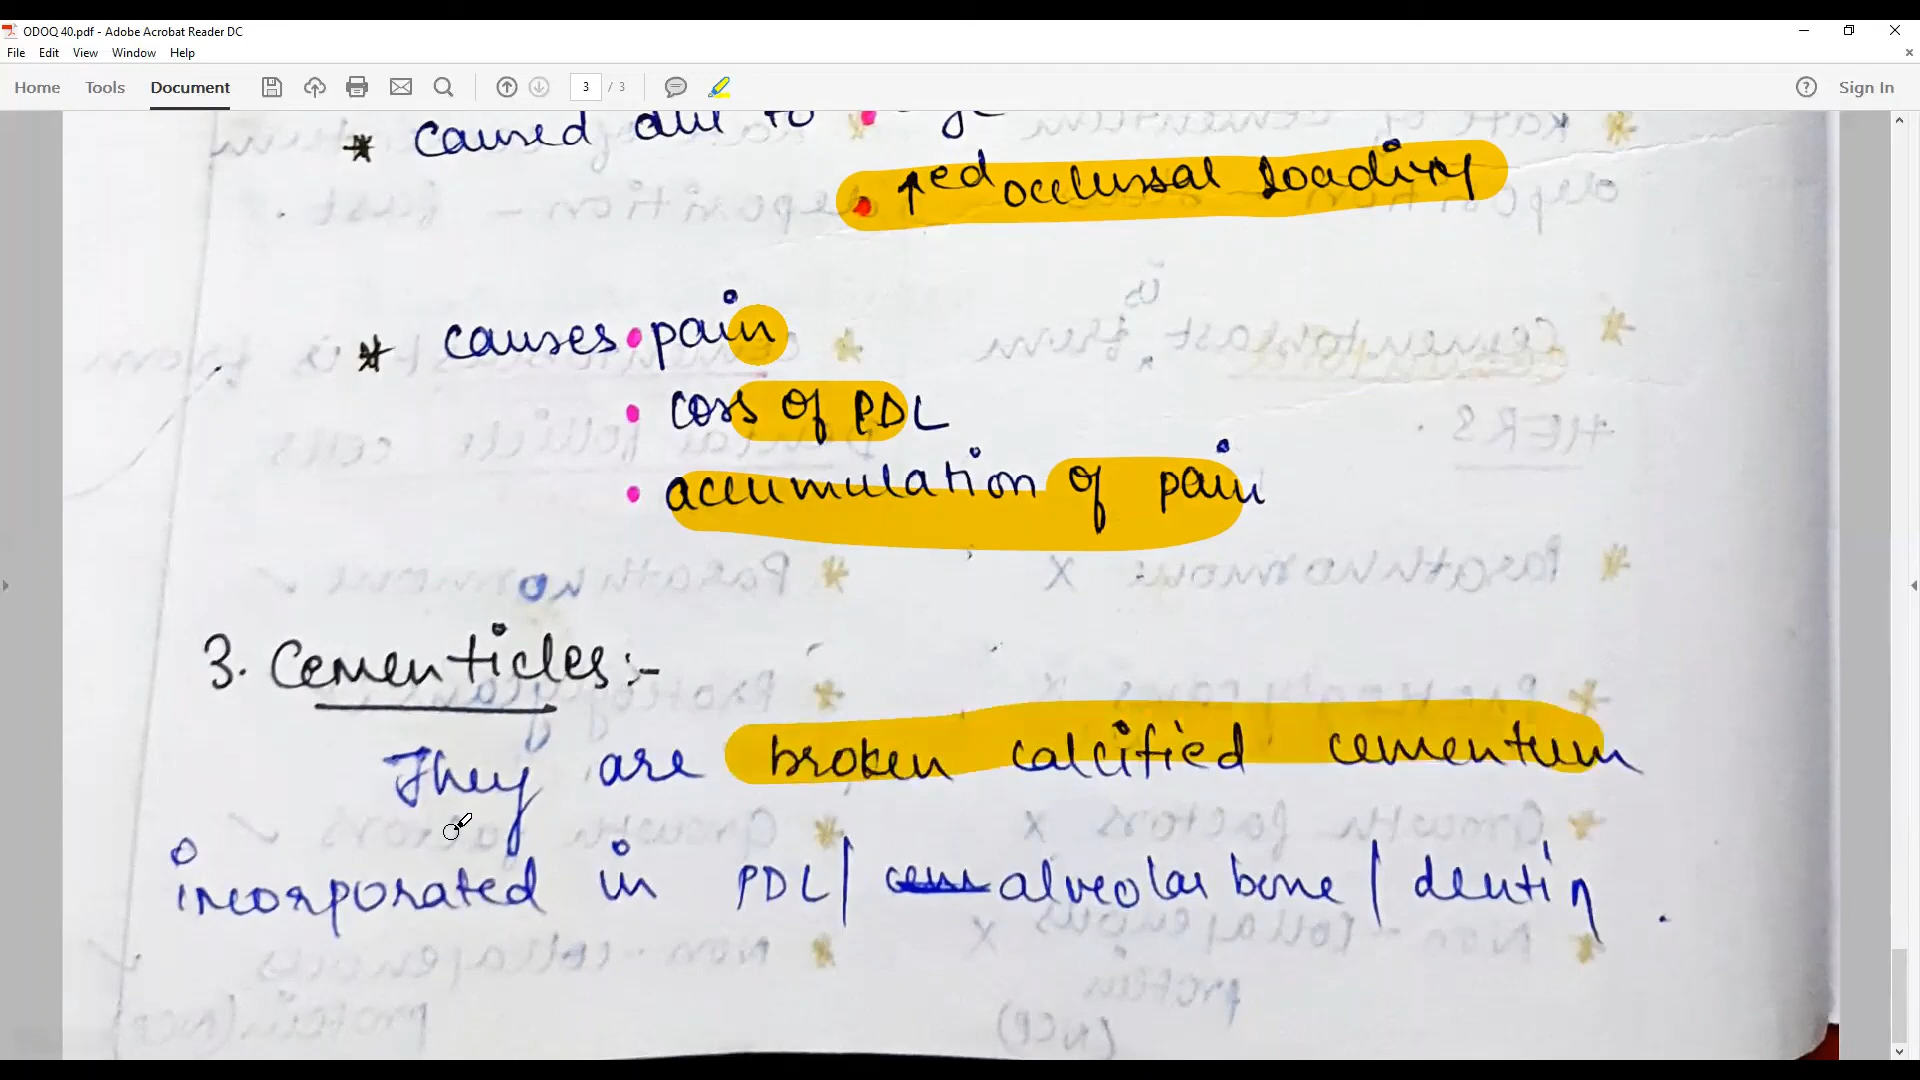 ODOQ 40.pdf - Adobe Acrobat Reader DC
File Edit View Window Help
Home Tools Document 3 / 3 Sign In
* caused due to
• ↑ed occlussal loading
* causes • pain
• loss of PDL
• accumulation of pain
3. Cementicles :-
They are broken calcified cementum
incorporated in PDL / alveolar bone / dentin .